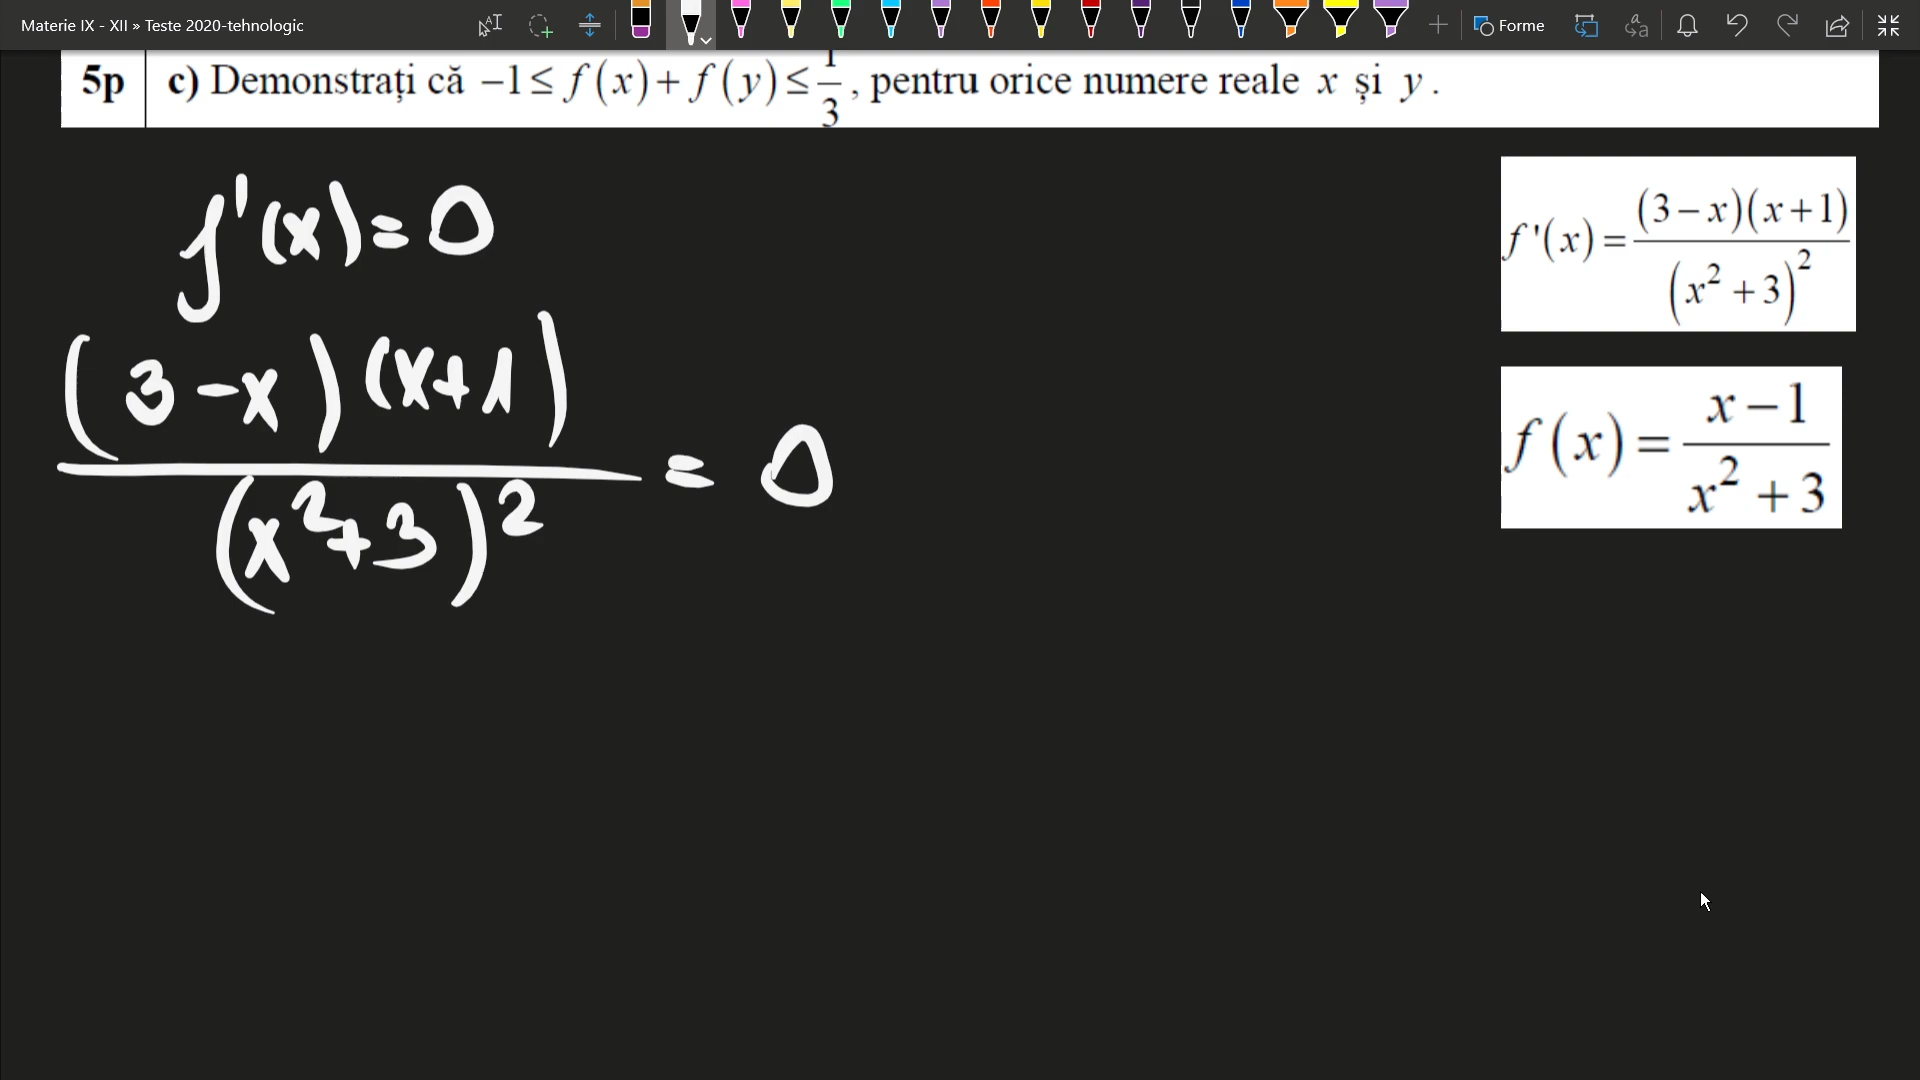 Materie IX - XII » Teste 2020-tehnologic
Forme
5p c) Demonstrați că −1 ≤ f(x) + f(y) ≤ 1/3, pentru orice numere reale x și y.
f'(x) = 0
(3 − x)(x + 1) / (x² + 3)² = 0
f'(x) = (3 − x)(x + 1) / (x² + 3)²
f(x) = (x − 1) / (x² + 3)